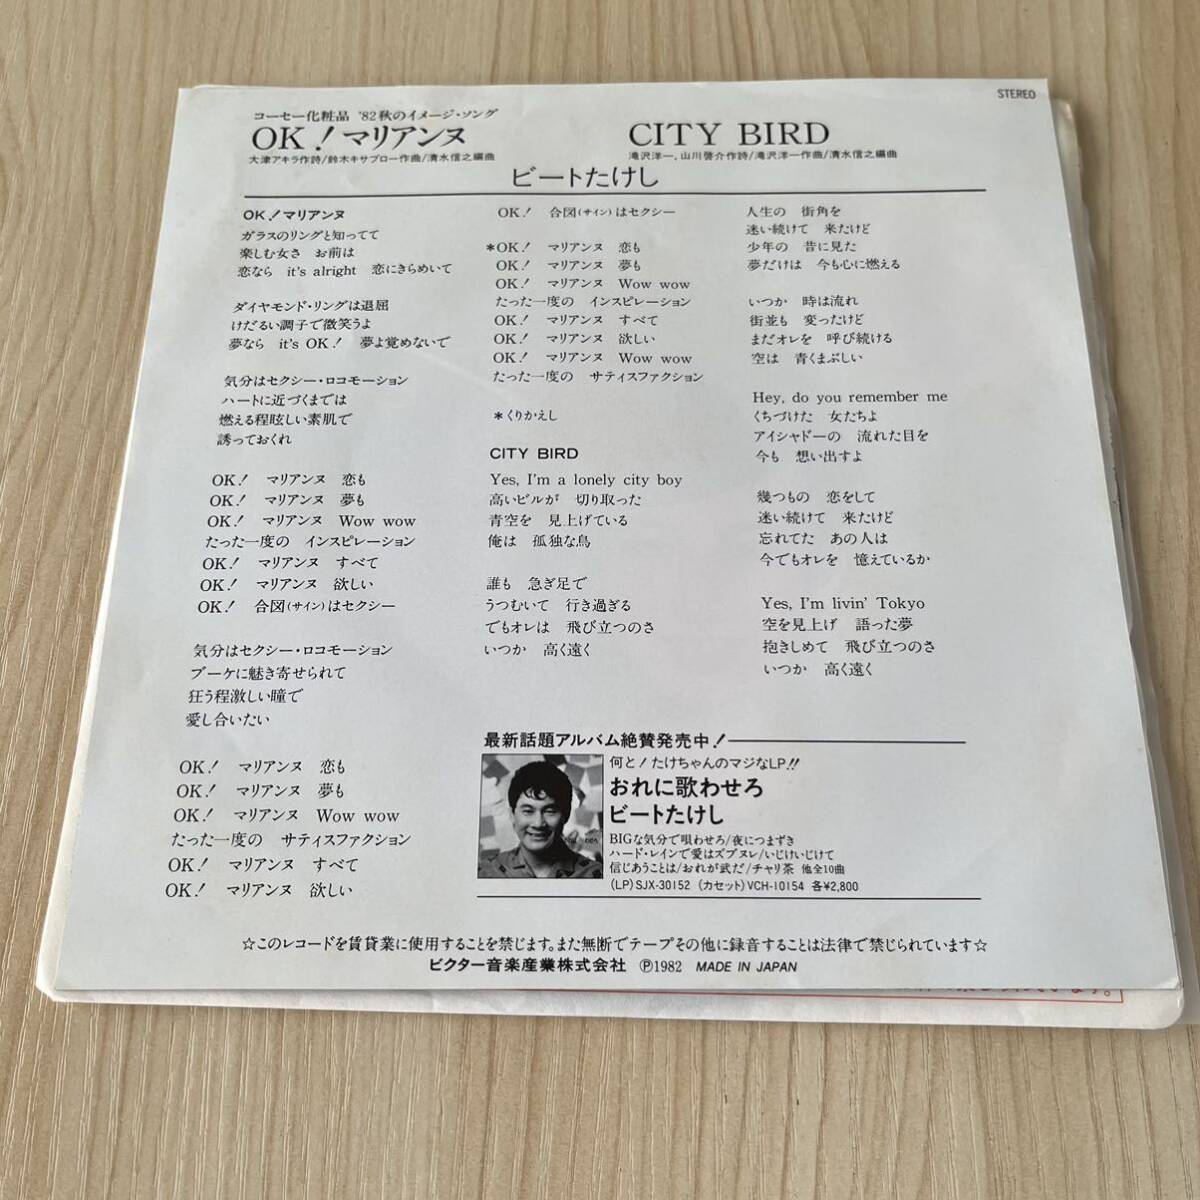 STEREO
コーセー化粧品 '82秋のイメージ・ソング
OK!マリアンヌ
大津アキラ作詩/鈴木キサブロー作曲/清水信之編曲
CITY BIRD
滝沢洋一、山川啓介作詩/滝沢洋一作曲/清水信之編曲
ビートたけし
OK!マリアンヌ
ガラスのリングと知ってて
楽しむ女さ お前は
恋なら it's alright 恋にきらめいて
ダイヤモンド・リングは退屈
けだるい調子で微笑うよ
夢なら it's OK! 夢よ覚めないで
気分はセクシー・ロコモーション
ハートに近づくまでは
燃える程眩しい素肌で
誘っておくれ
OK! マリアンヌ 恋も
OK! マリアンヌ 夢も
OK! マリアンヌ Wow wow
たった一度の インスピレーション
OK! マリアンヌ すべて
OK! マリアンヌ 欲しい
OK! 合図(サイン)はセクシー
気分はセクシー・ロコモーション
ブーケに魅き寄せられて
狂う程激しい瞳で
愛し合いたい
OK! マリアンヌ 恋も
OK! マリアンヌ 夢も
OK! マリアンヌ Wow wow
たった一度の サティスファクション
OK! マリアンヌ すべて
OK! マリアンヌ 欲しい
OK! 合図(サイン)はセクシー
*OK! マリアンヌ 恋も
OK! マリアンヌ 夢も
OK! マリアンヌ Wow wow
たった一度の インスピレーション
OK! マリアンヌ すべて
OK! マリアンヌ 欲しい
OK! マリアンヌ Wow wow
たった一度の サティスファクション
*くりかえし
CITY BIRD
Yes, I'm a lonely city boy
高いビルが 切り取った
青空を 見上げている
俺は 孤独な鳥
誰も 急ぎ足で
うつむいて 行き過ぎる
でもオレは 飛び立つのさ
いつか 高く遠く
人生の 街角を
迷い続けて 来たけど
少年の 昔に見た
夢だけは 今も心に燃える
いつか 時は流れ
街並も 変ったけど
まだオレを 呼び続ける
空は 青くまぶしい
Hey, do you remember me
くちづけた 女たちよ
アイシャドーの 流れた目を
今も 想い出すよ
幾つもの 恋をして
迷い続けて 来たけど
忘れてた あの人は
今でもオレを 憶えているか
Yes, I'm livin' Tokyo
空を見上げ 語った夢
抱きしめて 飛び立つのさ
いつか 高く遠く
最新話題アルバム絶賛発売中!
何と!たけちゃんのマジなLP!!
おれに歌わせろ
ビートたけし
BIGな気分で唄わせろ/夜につまずき
ハード・レインで愛はズブヌレ/いじけいじけて
信じあうことは/おれが武だ/チャリ茶 他全10曲
(LP)SJX-30152 (カセット)VCH-10154 各¥2,800
☆このレコードを賃貸業に使用することを禁じます。また無断でテープその他に録音することは法律で禁じられています☆
ビクター音楽産業株式会社 Ⓟ1982 MADE IN JAPAN